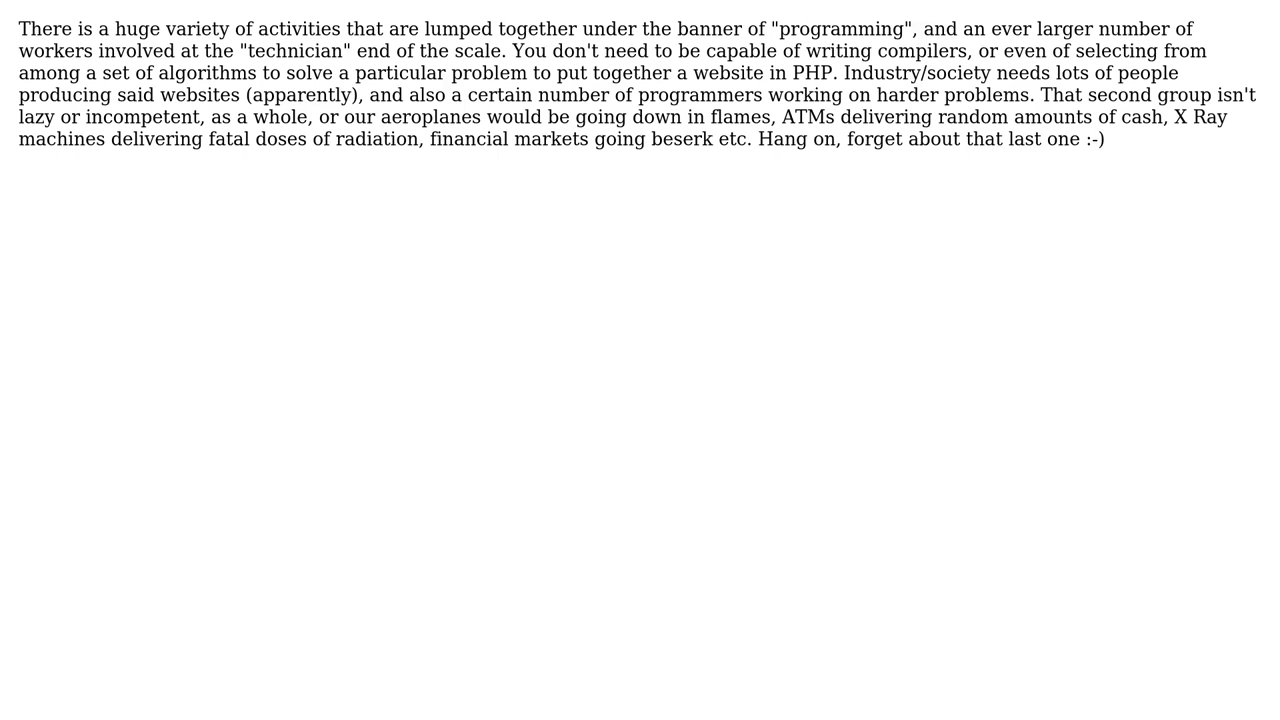 There is a huge variety of activities that are lumped together under the banner of "programming", and an ever larger number of
workers involved at the "technician" end of the scale. You don't need to be capable of writing compilers, or even of selecting from
among a set of algorithms to solve a particular problem to put together a website in PHP. Industry/society needs lots of people
producing said websites (apparently), and also a certain number of programmers working on harder problems. That second group isn't
lazy or incompetent, as a whole, or our aeroplanes would be going down in flames, ATMs delivering random amounts of cash, X Ray
machines delivering fatal doses of radiation, financial markets going beserk etc. Hang on, forget about that last one :-)